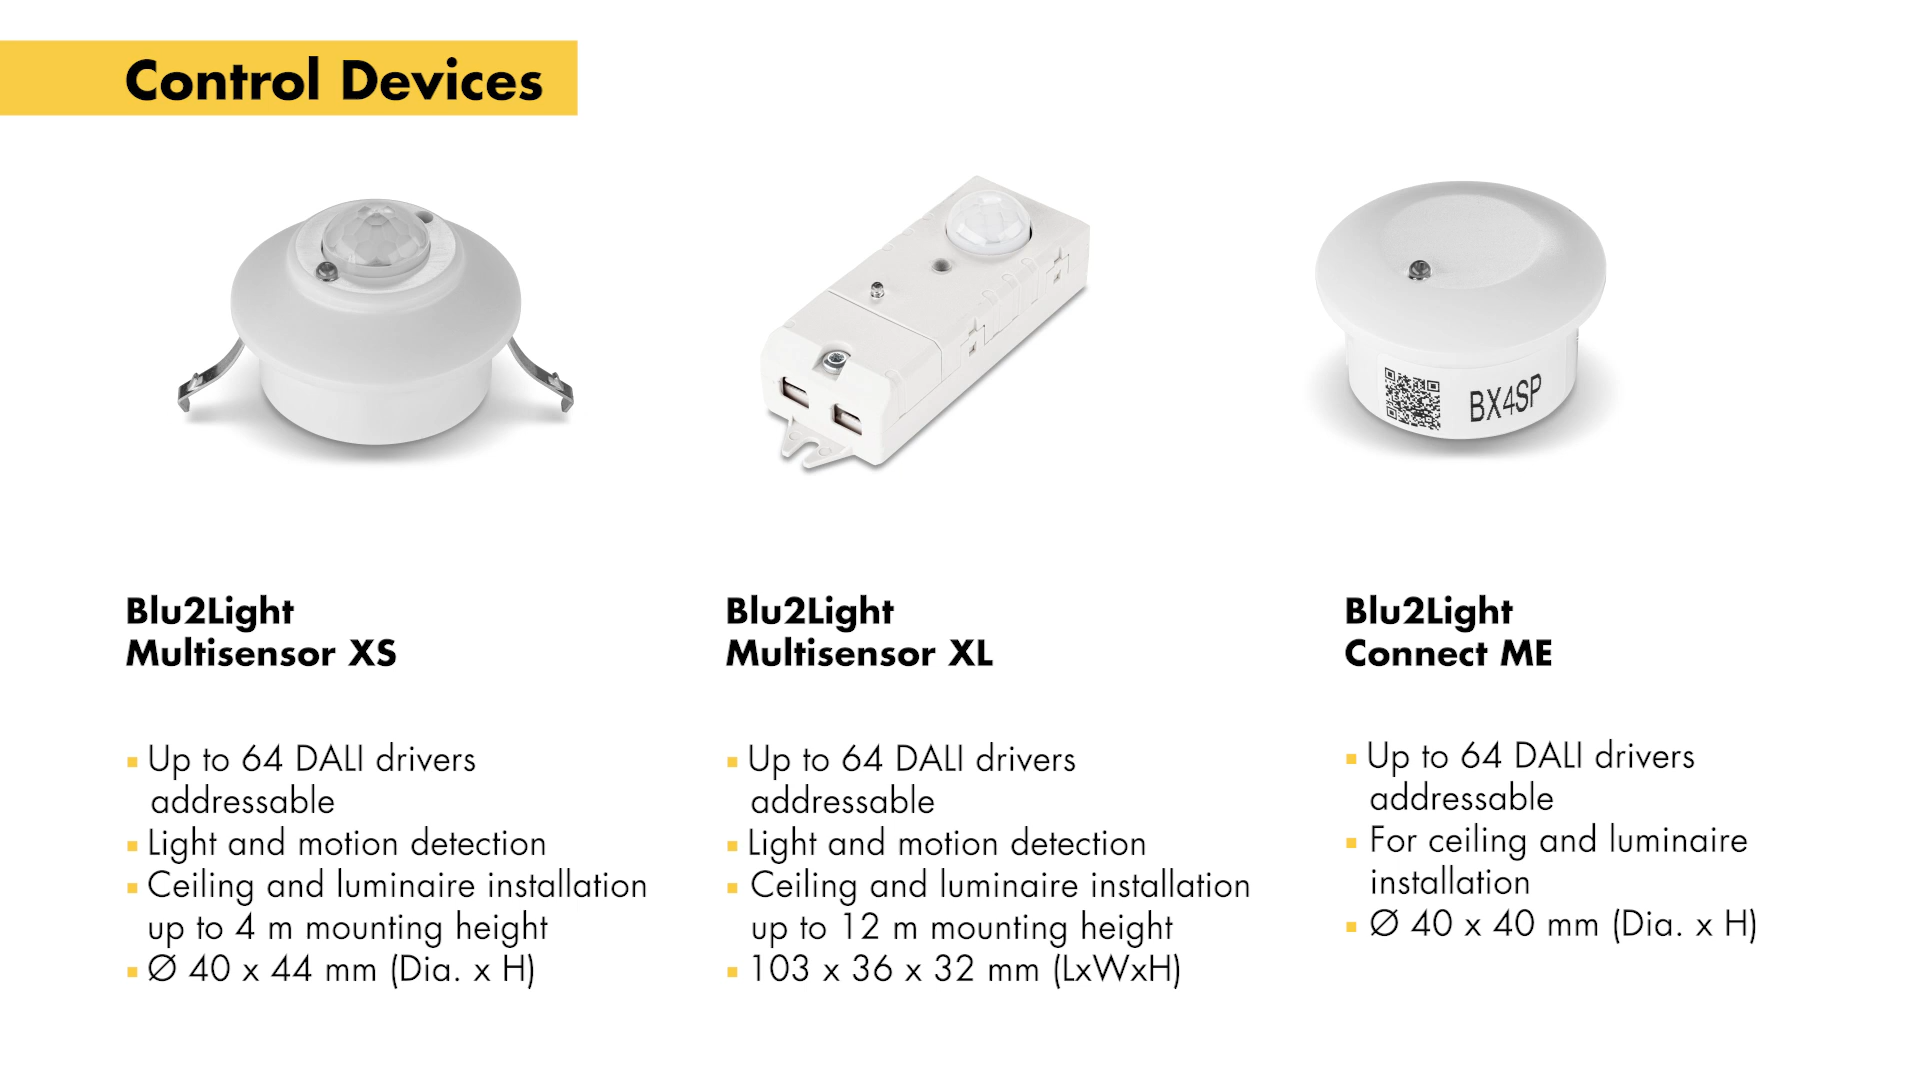 Control Devices
BX4SP
Blu2Light
Multisensor XS
▪ Up to 64 DALI drivers
addressable
▪ Light and motion detection
▪ Ceiling and luminaire installation
up to 4 m mounting height
▪ Ø 40 x 44 mm (Dia. x H)
Blu2Light
Multisensor XL
▪ Up to 64 DALI drivers
addressable
▪ Light and motion detection
▪ Ceiling and luminaire installation
up to 12 m mounting height
▪ 103 x 36 x 32 mm (LxWxH)
Blu2Light
Connect ME
▪ Up to 64 DALI drivers
addressable
▪ For ceiling and luminaire
installation
▪ Ø 40 x 40 mm (Dia. x H)